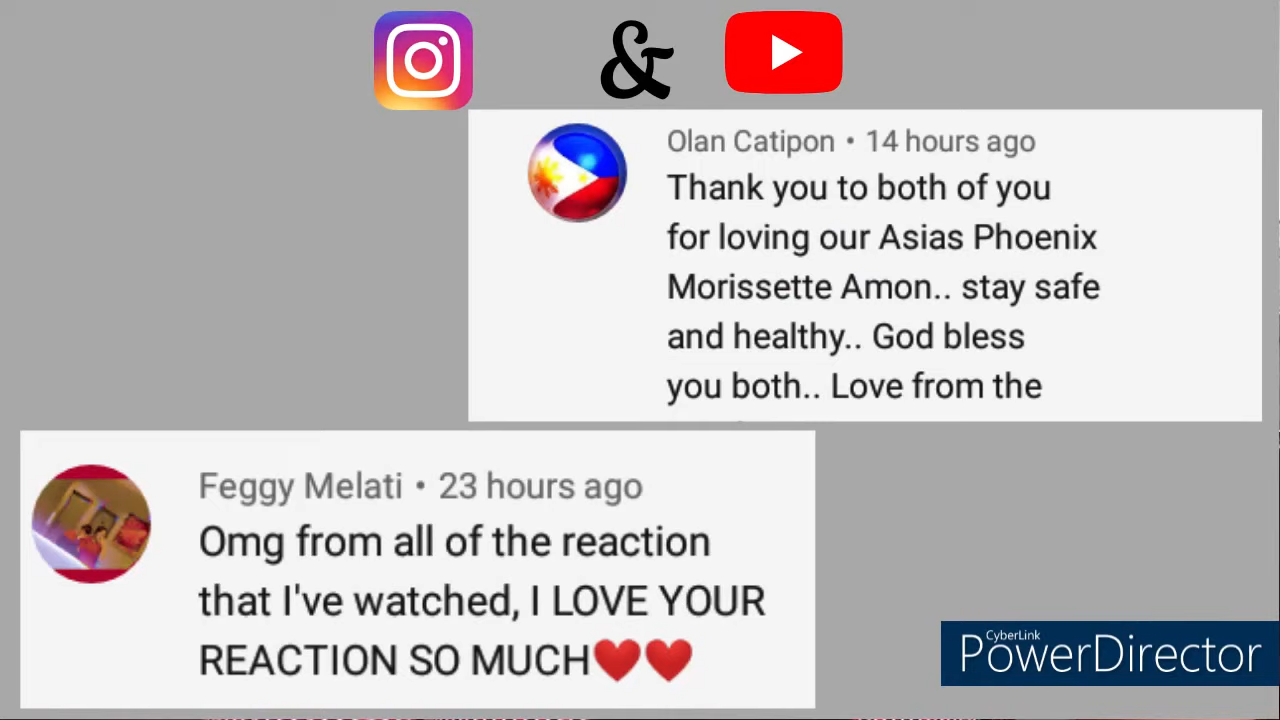 &
Olan Catipon • 14 hours ago
Thank you to both of you
for loving our Asias Phoenix
Morissette Amon.. stay safe
and healthy.. God bless
you both.. Love from the
Feggy Melati • 23 hours ago
Omg from all of the reaction
that I've watched, I LOVE YOUR
REACTION SO MUCH❤️❤️
CyberLink
PowerDirector